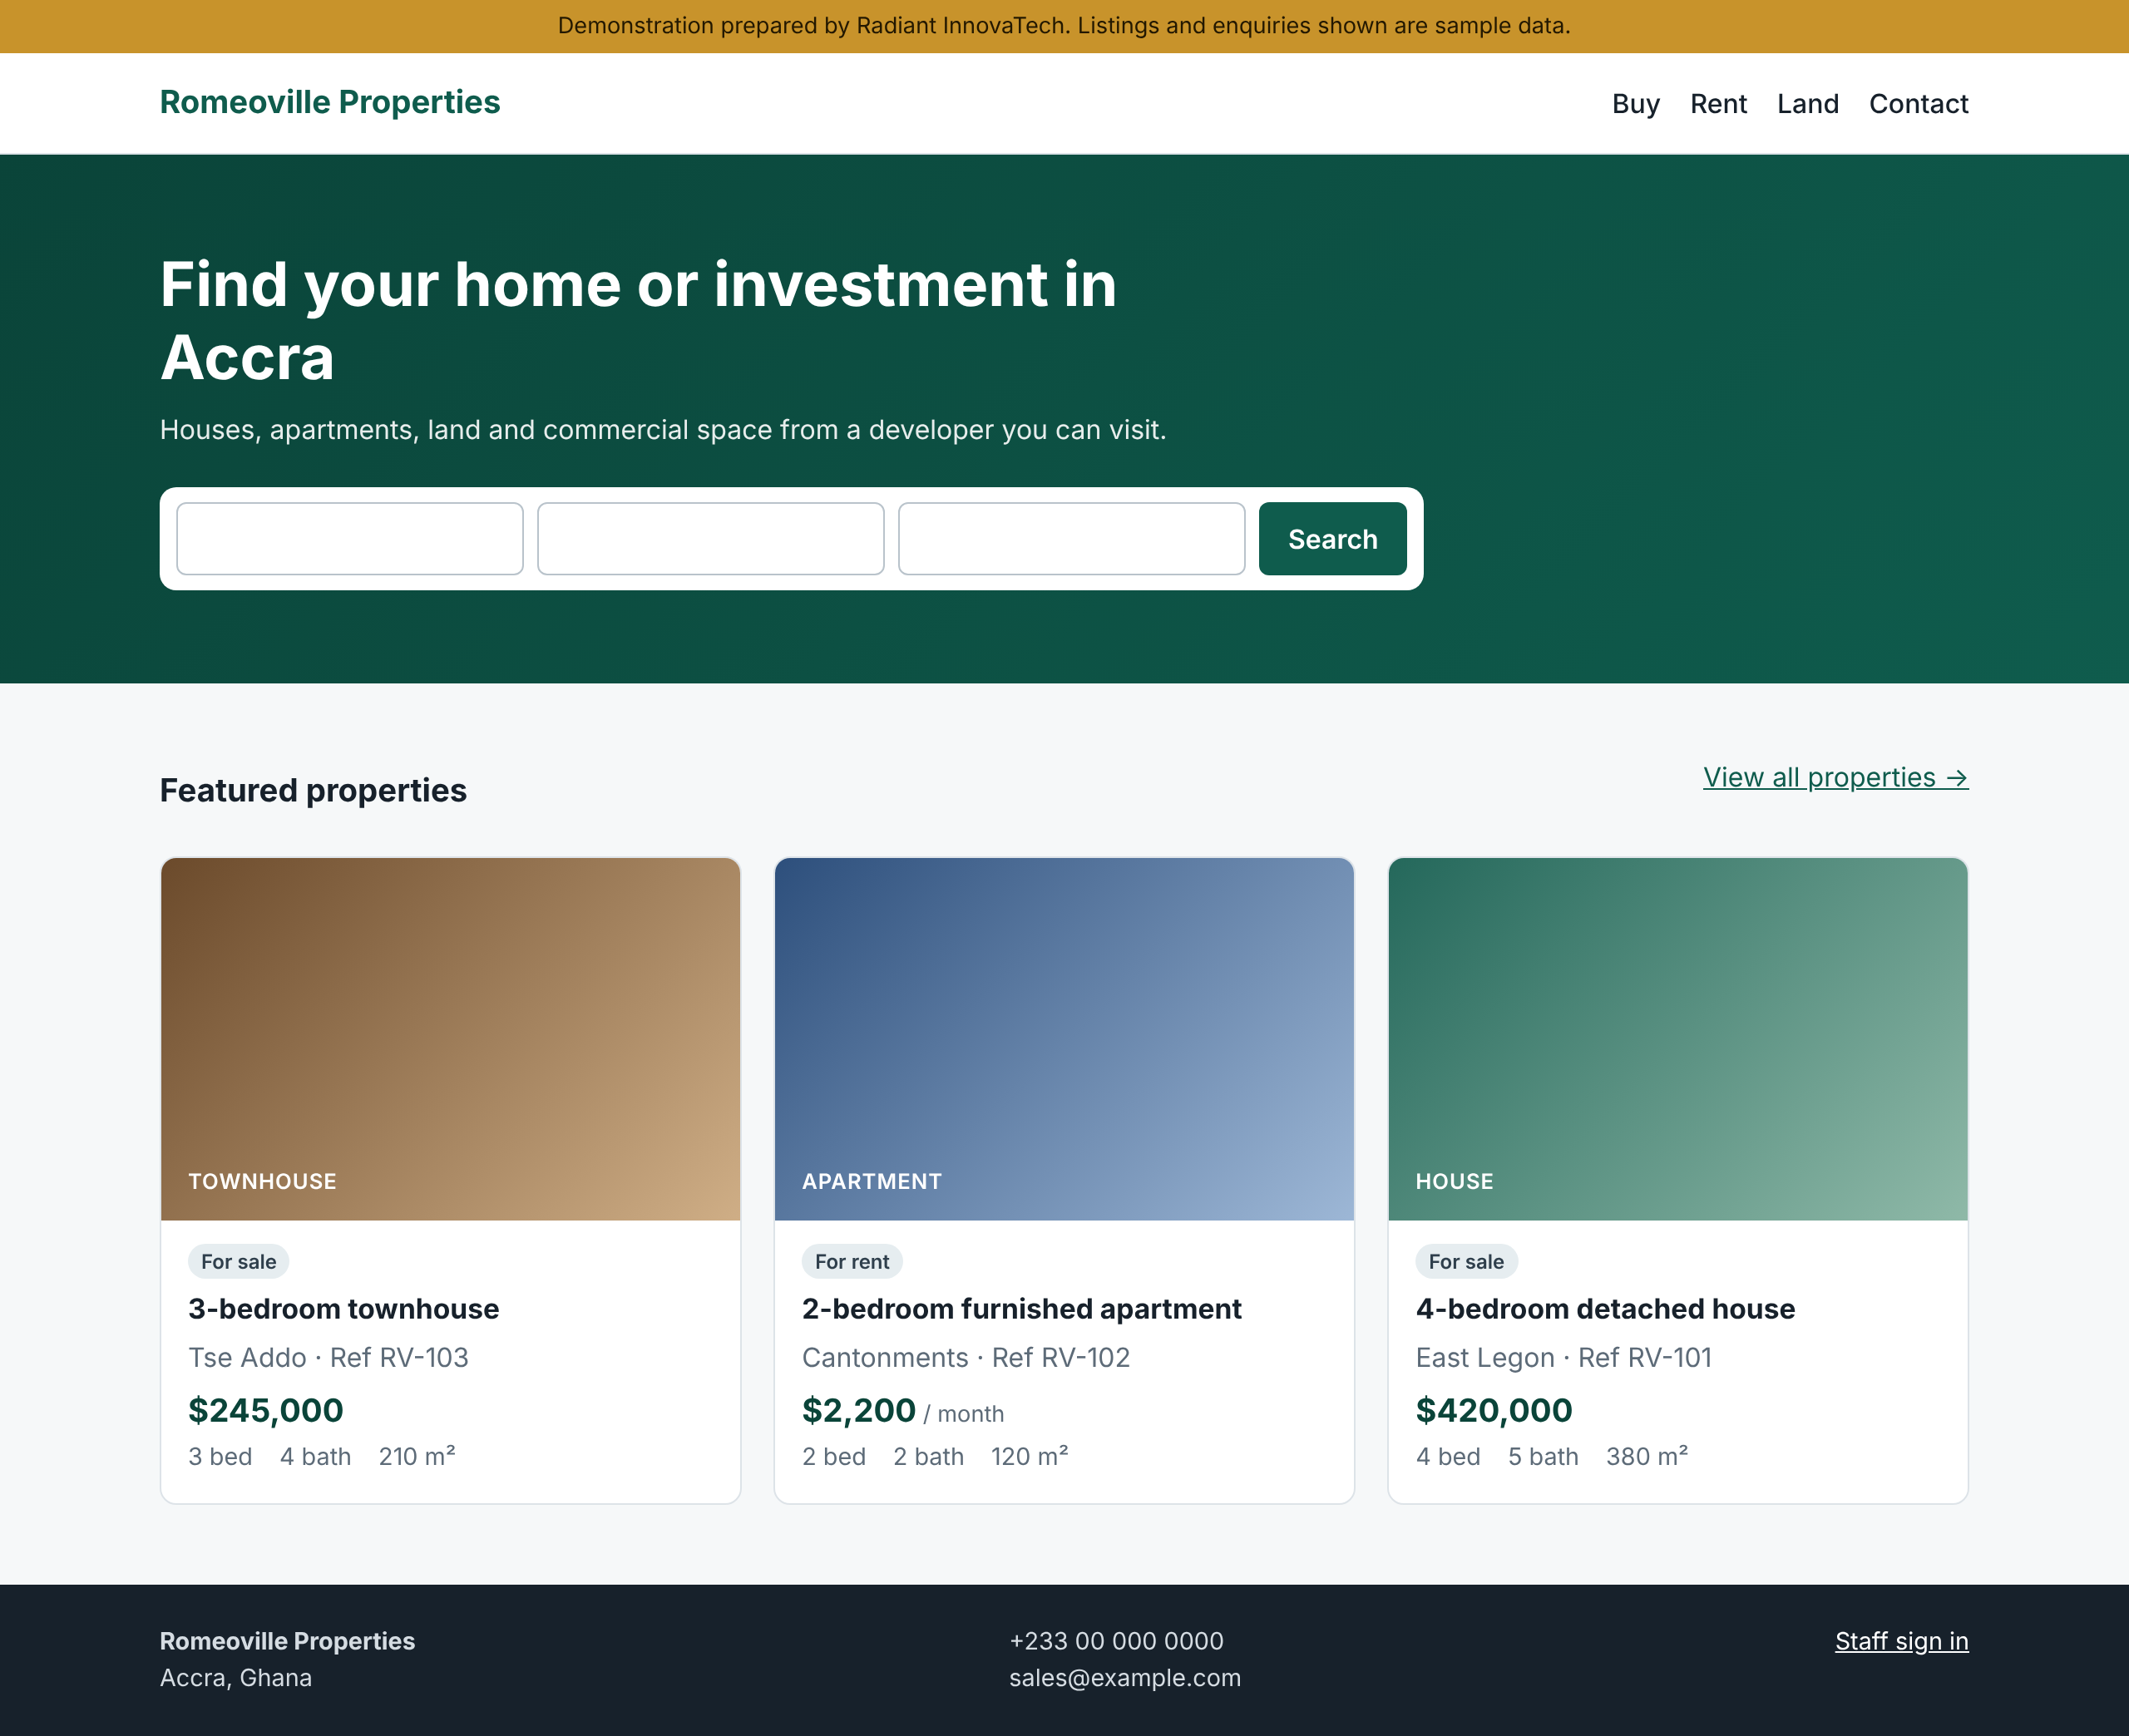 Demonstration prepared by Radiant InnovaTech. Listings and enquiries shown are sample data.
Romeoville Properties
Buy Rent Land Contact
Find your home or investment in
Accra
Houses, apartments, land and commercial space from a developer you can visit.
Search
Featured properties
View all properties →
TOWNHOUSE
For sale
3-bedroom townhouse
Tse Addo · Ref RV-103
$245,000
3 bed 4 bath 210 m²
APARTMENT
For rent
2-bedroom furnished apartment
Cantonments · Ref RV-102
$2,200 / month
2 bed 2 bath 120 m²
HOUSE
For sale
4-bedroom detached house
East Legon · Ref RV-101
$420,000
4 bed 5 bath 380 m²
Romeoville Properties
Accra, Ghana
+233 00 000 0000
sales@example.com
Staff sign in